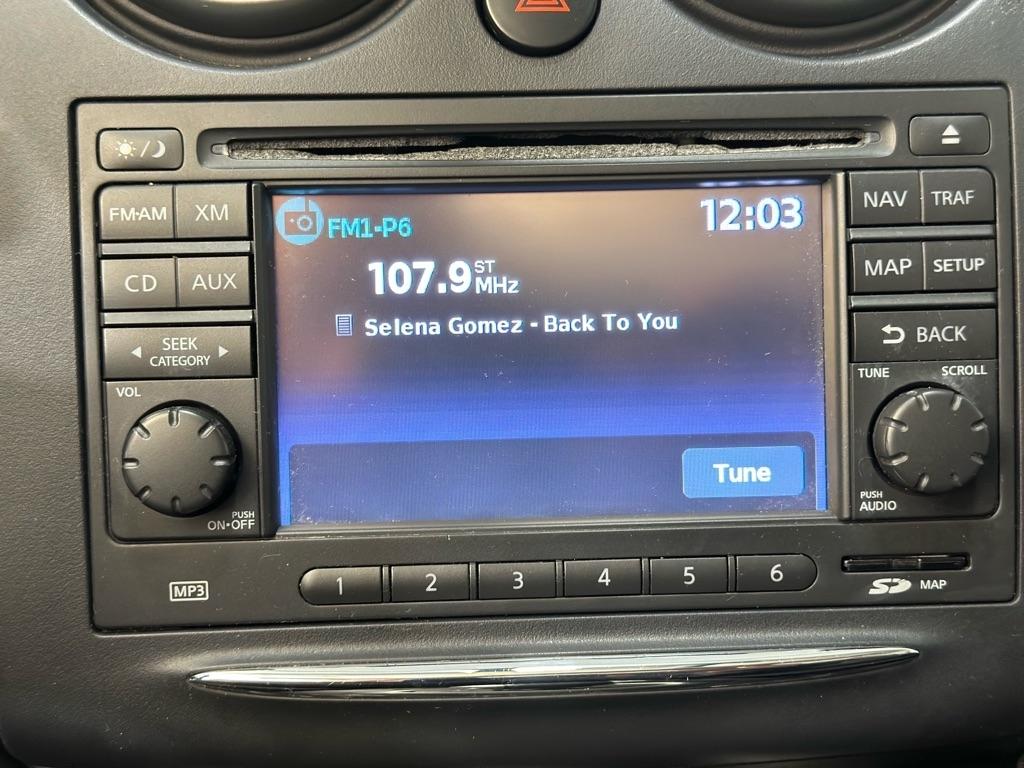 FM·AM XM
CD AUX
SEEK
CATEGORY
VOL
PUSH
ON·OFF
FM1-P6
12:03
107.9 ST MHz
Selena Gomez - Back To You
Tune
NAV TRAF
MAP SETUP
BACK
TUNE SCROLL
PUSH
AUDIO
MP3
1 2 3 4 5 6
SD MAP